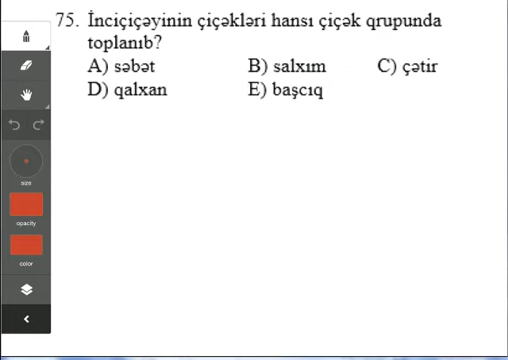 75. İnciçiçəyinin çiçəkləri hansı çiçək qrupunda
toplanıb?
A) səbət B) salxım C) çətir
D) qalxan E) başcıq
size
opacity
color